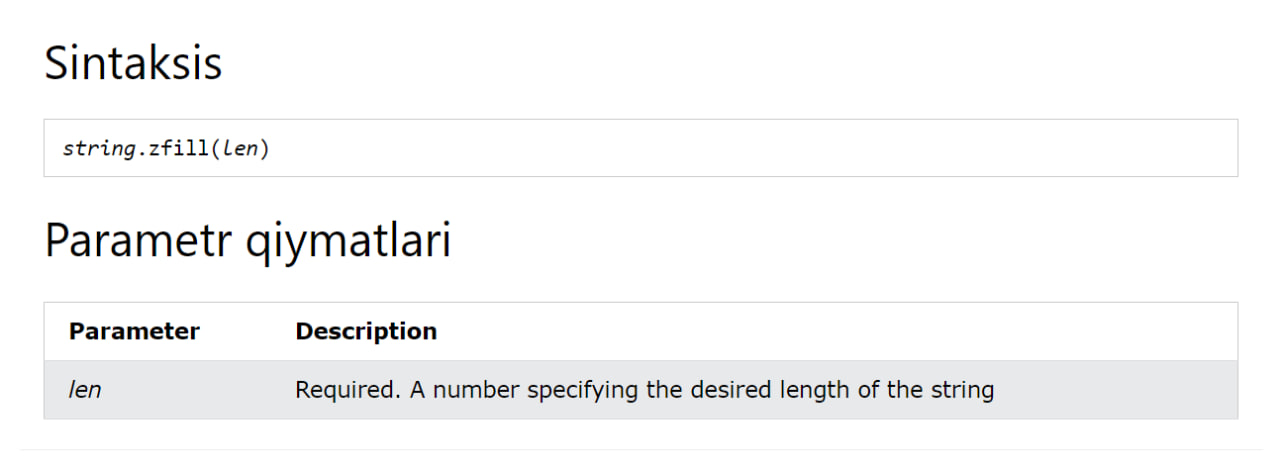 Sintaksis
string.zfill(len)
Parametr qiymatlari
Parameter Description
len Required. A number specifying the desired length of the string